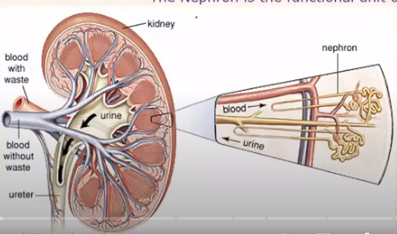 The Nephron is the functional unit o
kidney
nephron
blood
with
waste
urine
blood
urine
blood
without
waste
ureter